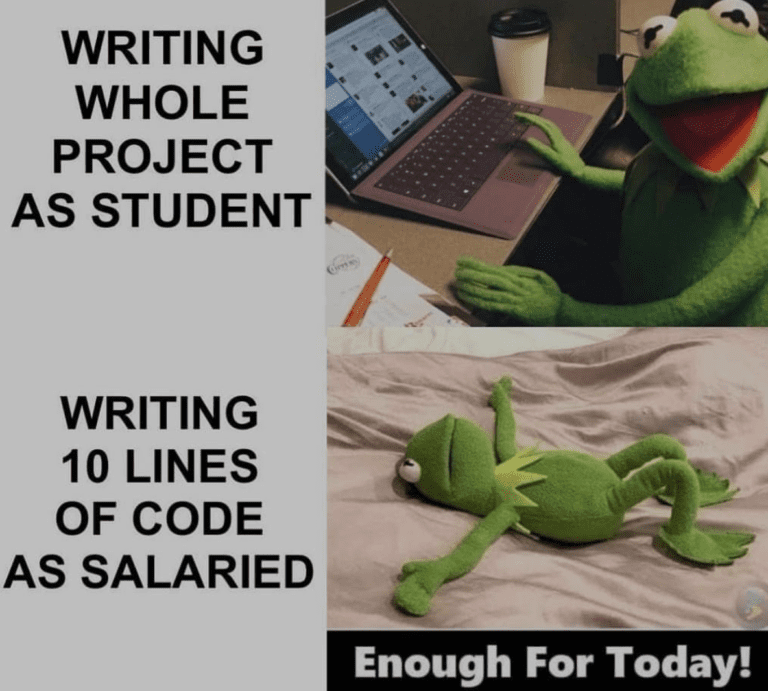 WRITING
WHOLE
PROJECT
AS STUDENT
WRITING
10 LINES
OF CODE
AS SALARIED
Enough For Today!